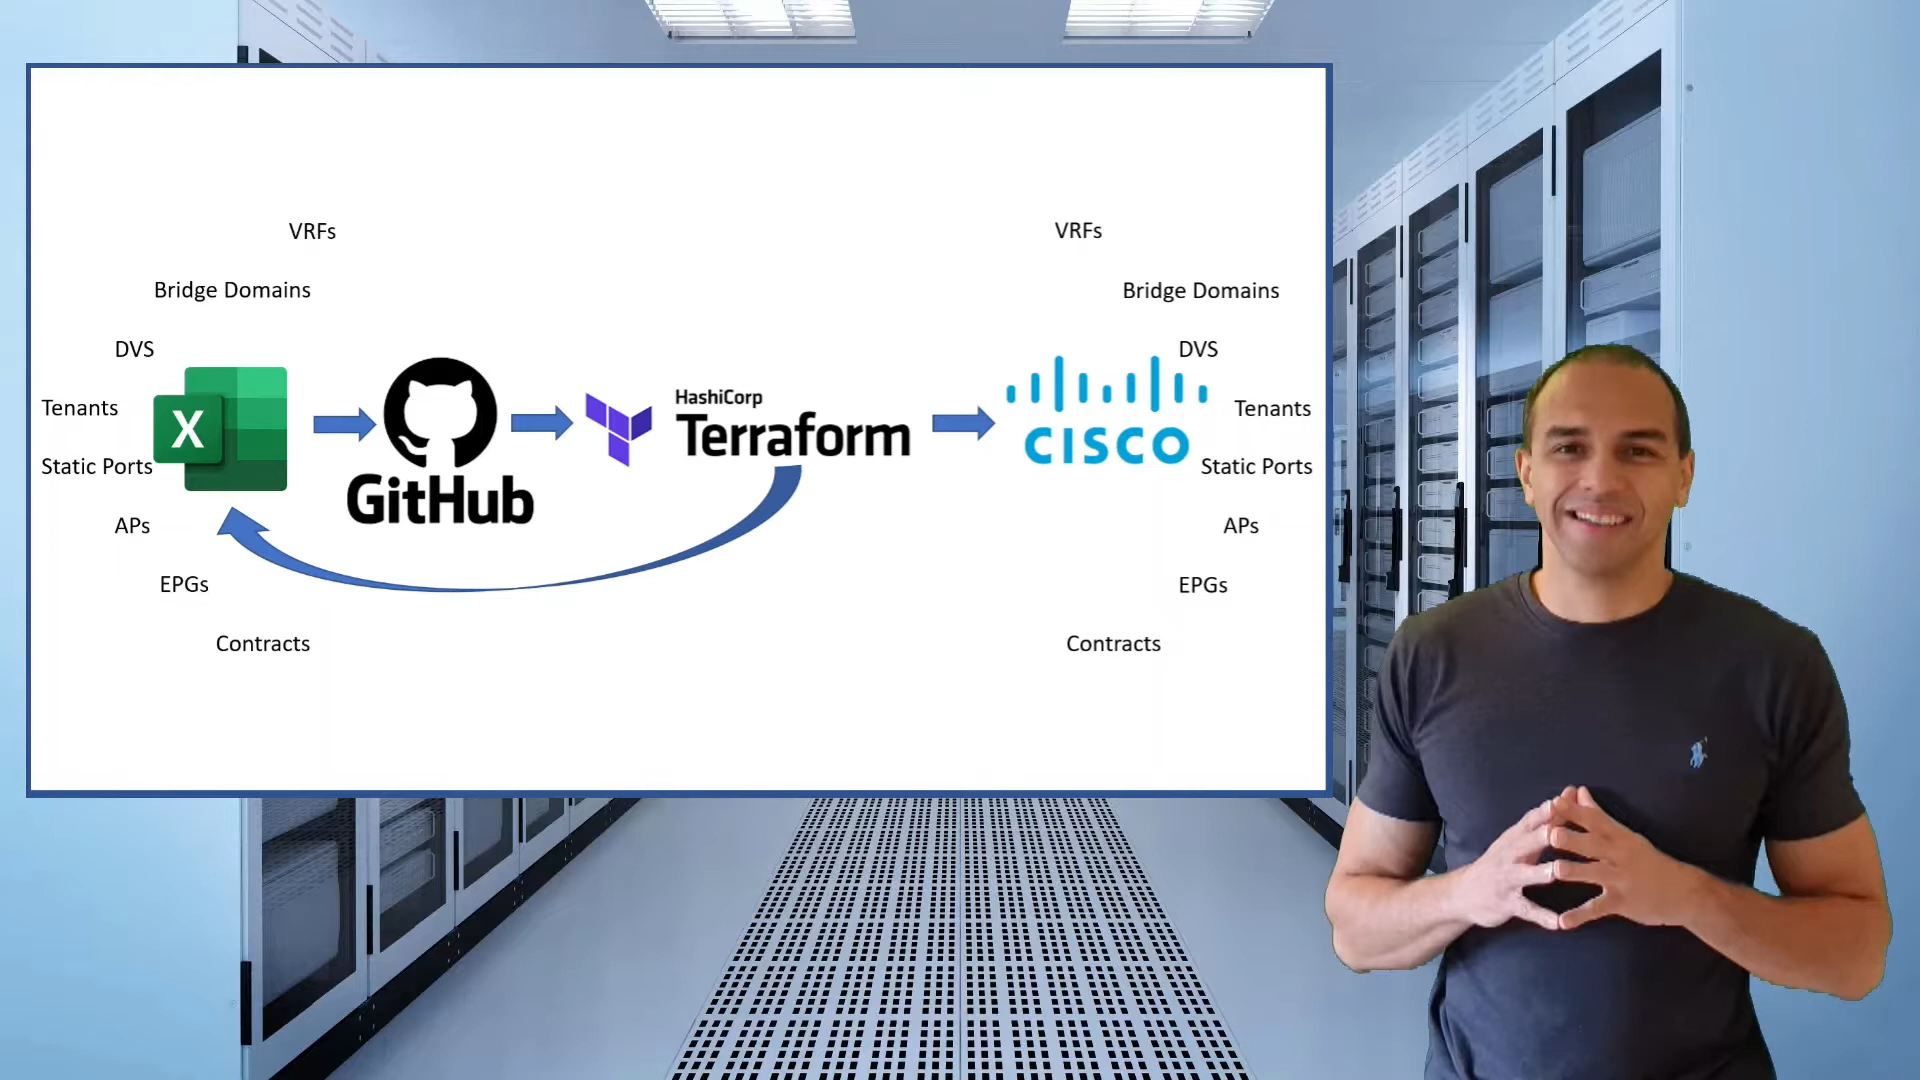 VRFs
Bridge Domains
DVS
Tenants
Static Ports
APs
EPGs
Contracts
X
GitHub
HashiCorp
Terraform
CISCO
VRFs
Bridge Domains
DVS
Tenants
Static Ports
APs
EPGs
Contracts